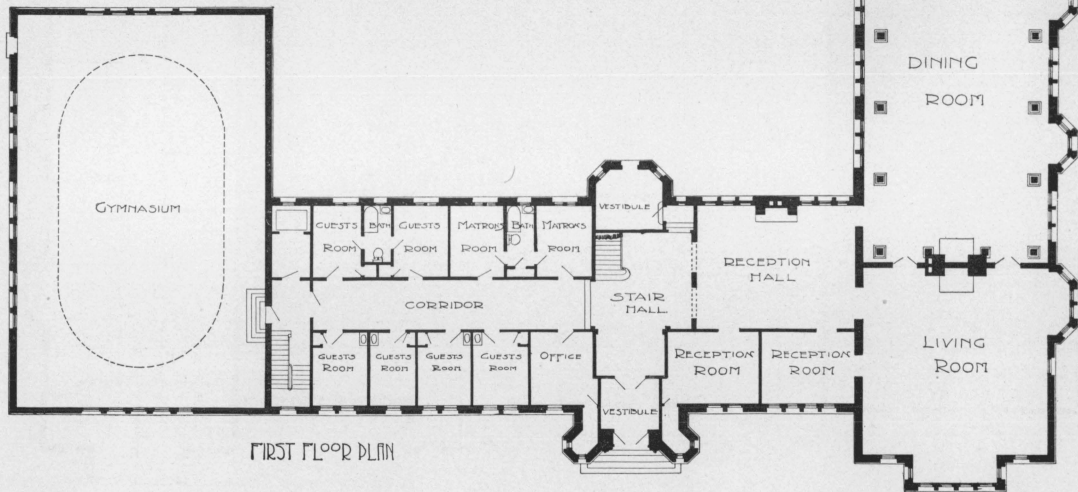 DINING
ROOM
GYMNASIUM
VESTIBULE
GUESTS
ROOM
BATH
GUESTS
ROOM
MATRONS
ROOM
BATH
MATRONS
ROOM
RECEPTION
HALL
STAIR
HALL
CORRIDOR
LIVING
ROOM
GUESTS
ROOM
GUESTS
ROOM
GUESTS
ROOM
GUESTS
ROOM
OFFICE
RECEPTION
ROOM
RECEPTION
ROOM
VESTIBULE
FIRST FLOOR PLAN